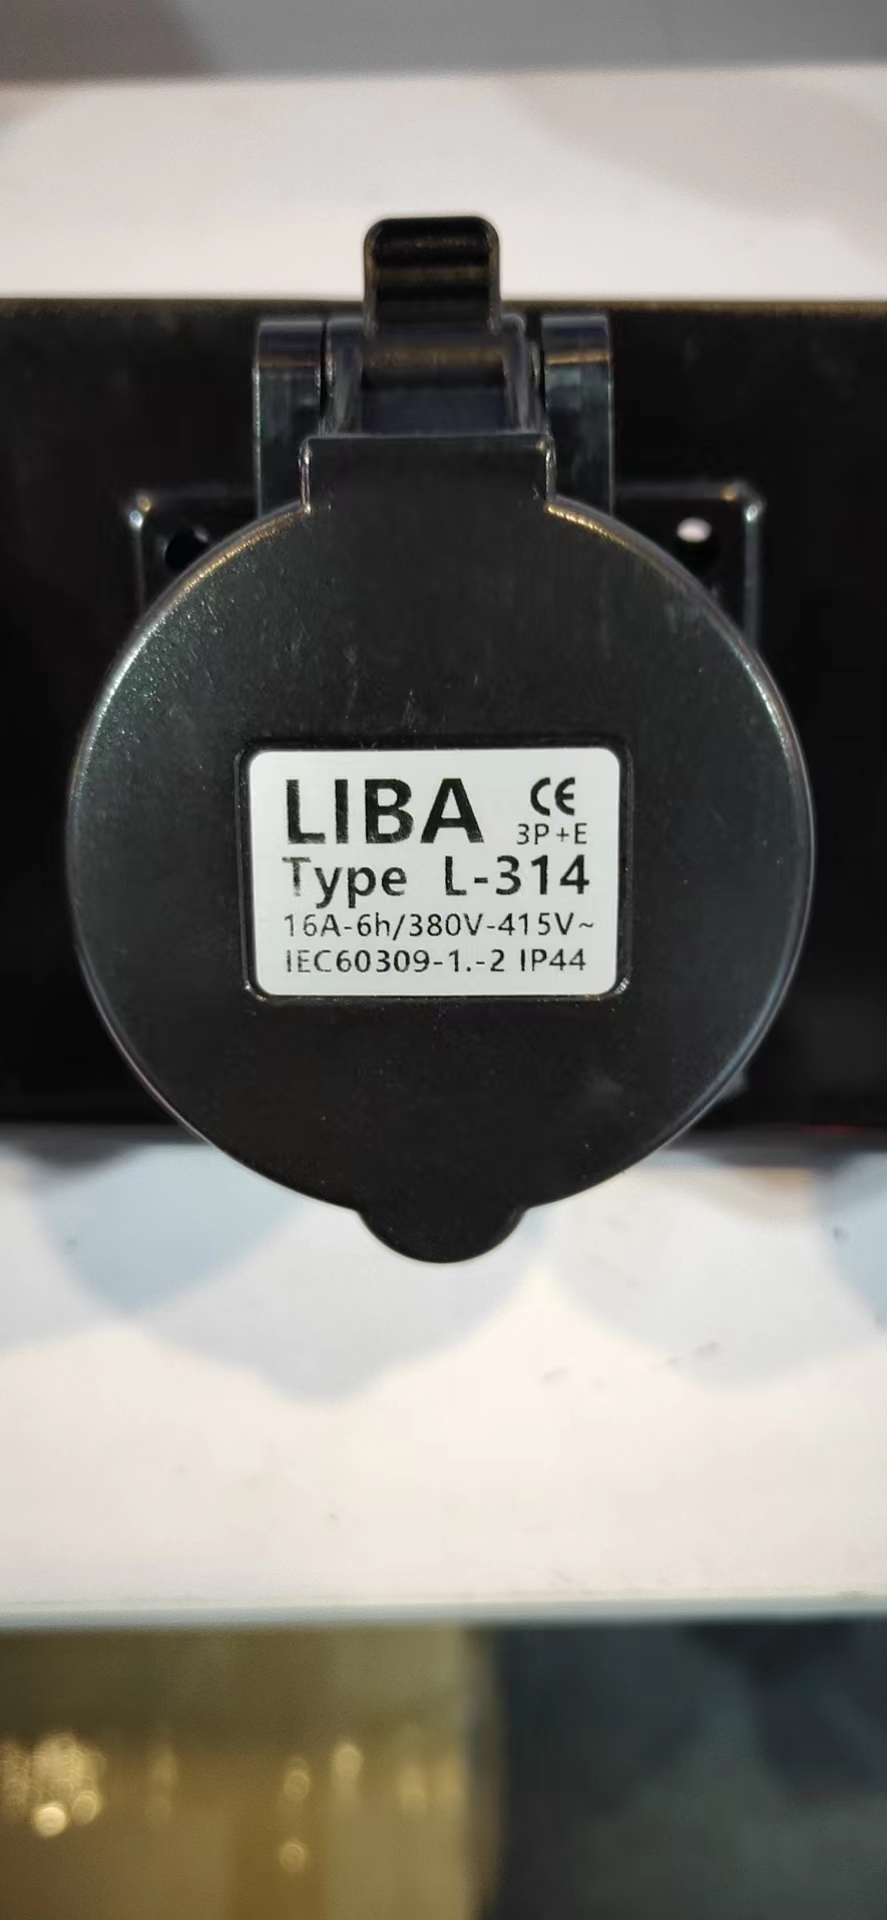 LIBA CE
3P+E
Type L-314
16A-6h/380V-415V~
IEC60309-1.-2 IP44